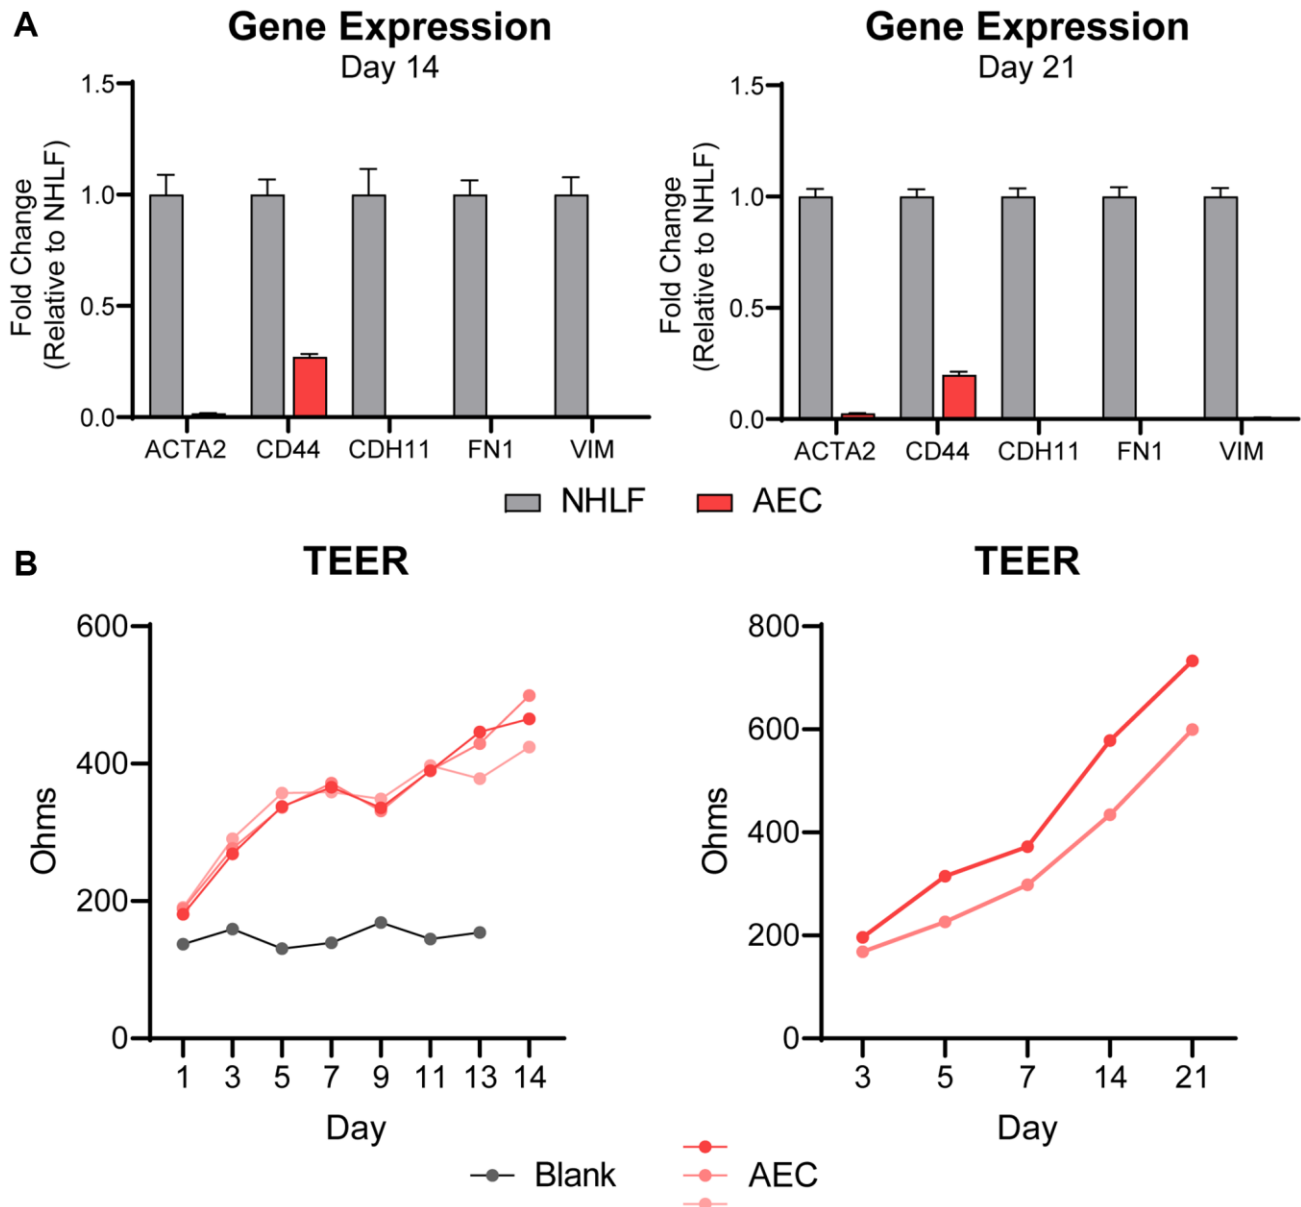 A
Gene Expression
Day 14
Fold Change
(Relative to NHLF)
1.5
1.0
0.5
0.0
ACTA2 CD44 CDH11 FN1 VIM
Gene Expression
Day 21
Fold Change
(Relative to NHLF)
1.5
1.0
0.5
0.0
ACTA2 CD44 CDH11 FN1 VIM
NHLF AEC
B
TEER
Ohms
600
400
200
0
1 3 5 7 9 11 13 14
Day
TEER
Ohms
800
600
400
200
0
3 5 7 14 21
Day
Blank AEC